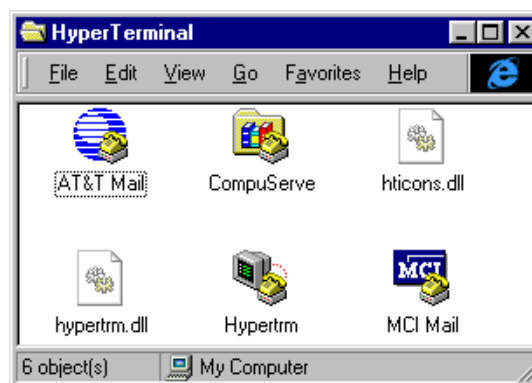 HyperTerminal
File Edit View Go Favorites Help
AT&T Mail CompuServe hticons.dll
MCI
hypertrm.dll Hypertrm MCI Mail
6 object(s) My Computer